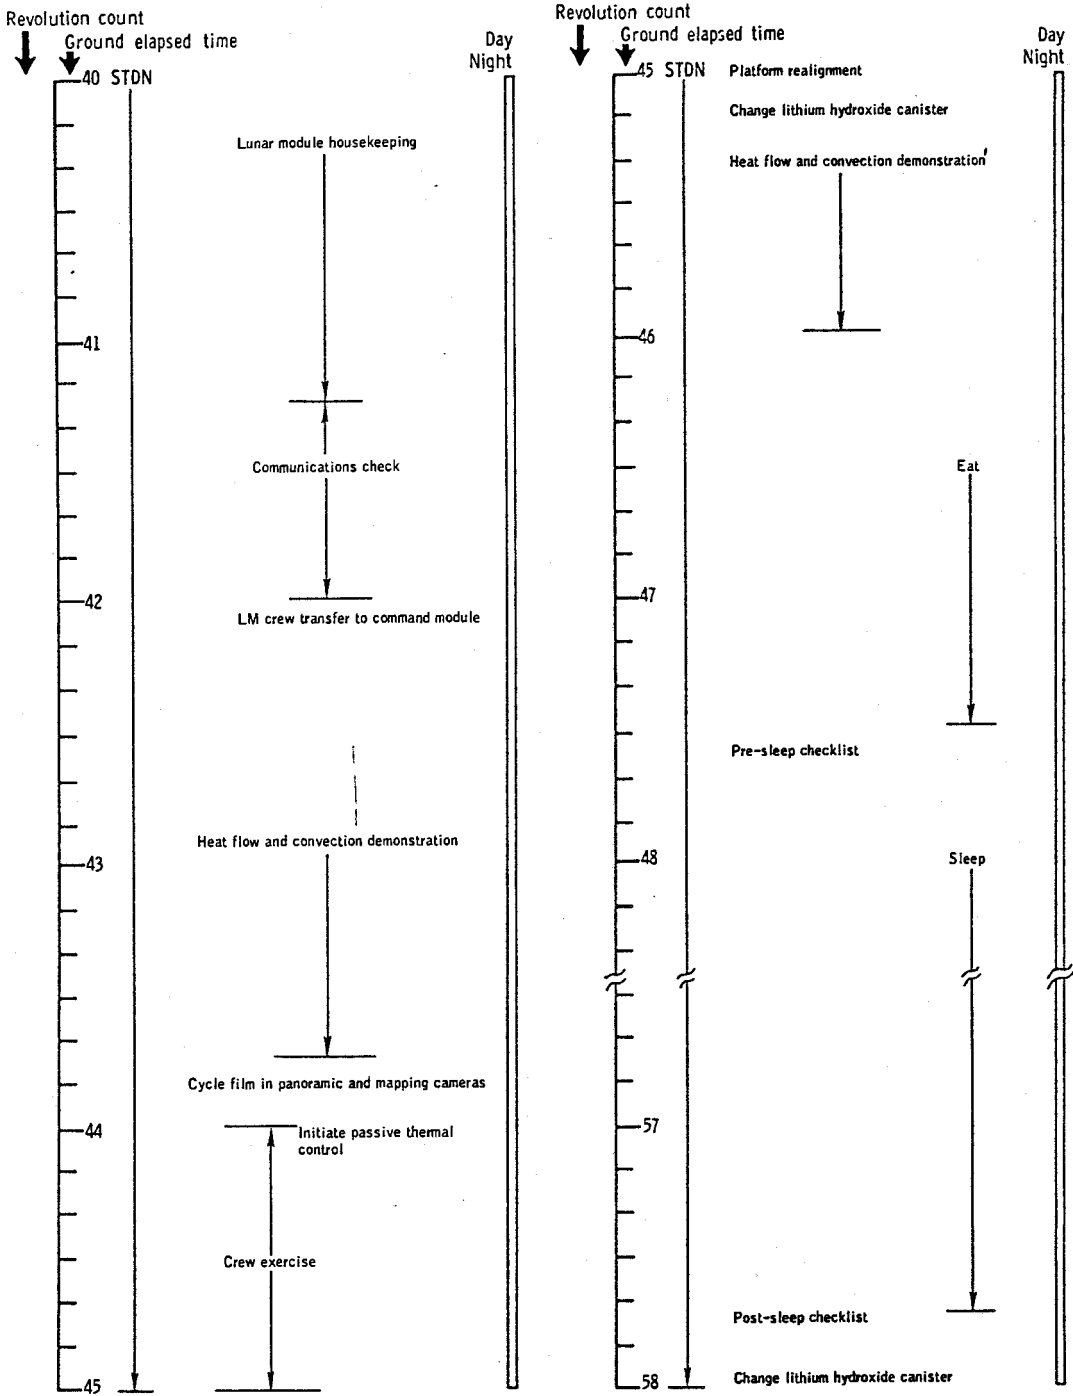 Revolution count
Ground elapsed time
Day
Night
40 STDN
Lunar module housekeeping
41
Communications check
42
LM crew transfer to command module
Heat flow and convection demonstration
43
Cycle film in panoramic and mapping cameras
44
Initiate passive thermal
control
Crew exercise
45
Revolution count
Ground elapsed time
Day
Night
45 STDN
Platform realignment
Change lithium hydroxide canister
Heat flow and convection demonstration
46
Eat
47
Pre-sleep checklist
48
Sleep
57
Post-sleep checklist
58
Change lithium hydroxide canister